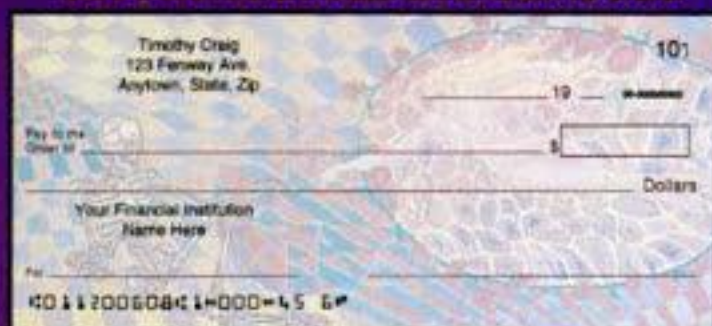 Timothy Craig
101
123 Fenway Ave.
Anytown, State, Zip
19
Pay to the
Order of $
Dollars
Your Financial Institution
Name Here
For